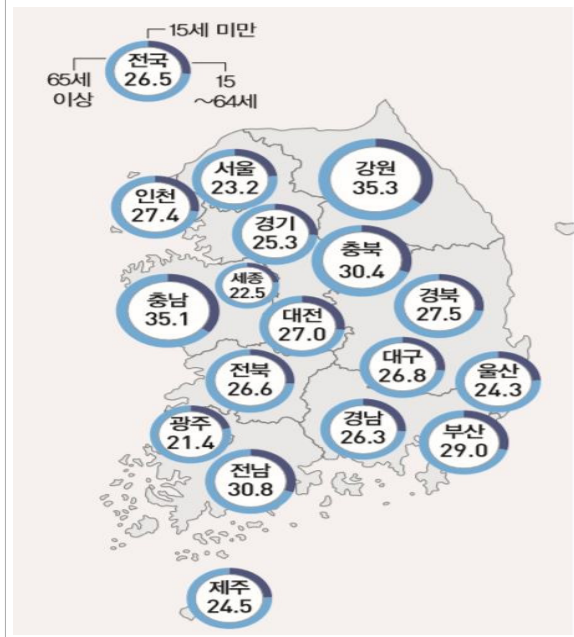 15세 미만
전국
26.5
65세
이상
15
~64세
서울
23.2
강원
35.3
인천
27.4
경기
25.3
충북
30.4
세종
22.5
경북
27.5
충남
35.1
대전
27.0
대구
26.8
전북
26.6
울산
24.3
광주
21.4
경남
26.3
부산
29.0
전남
30.8
제주
24.5